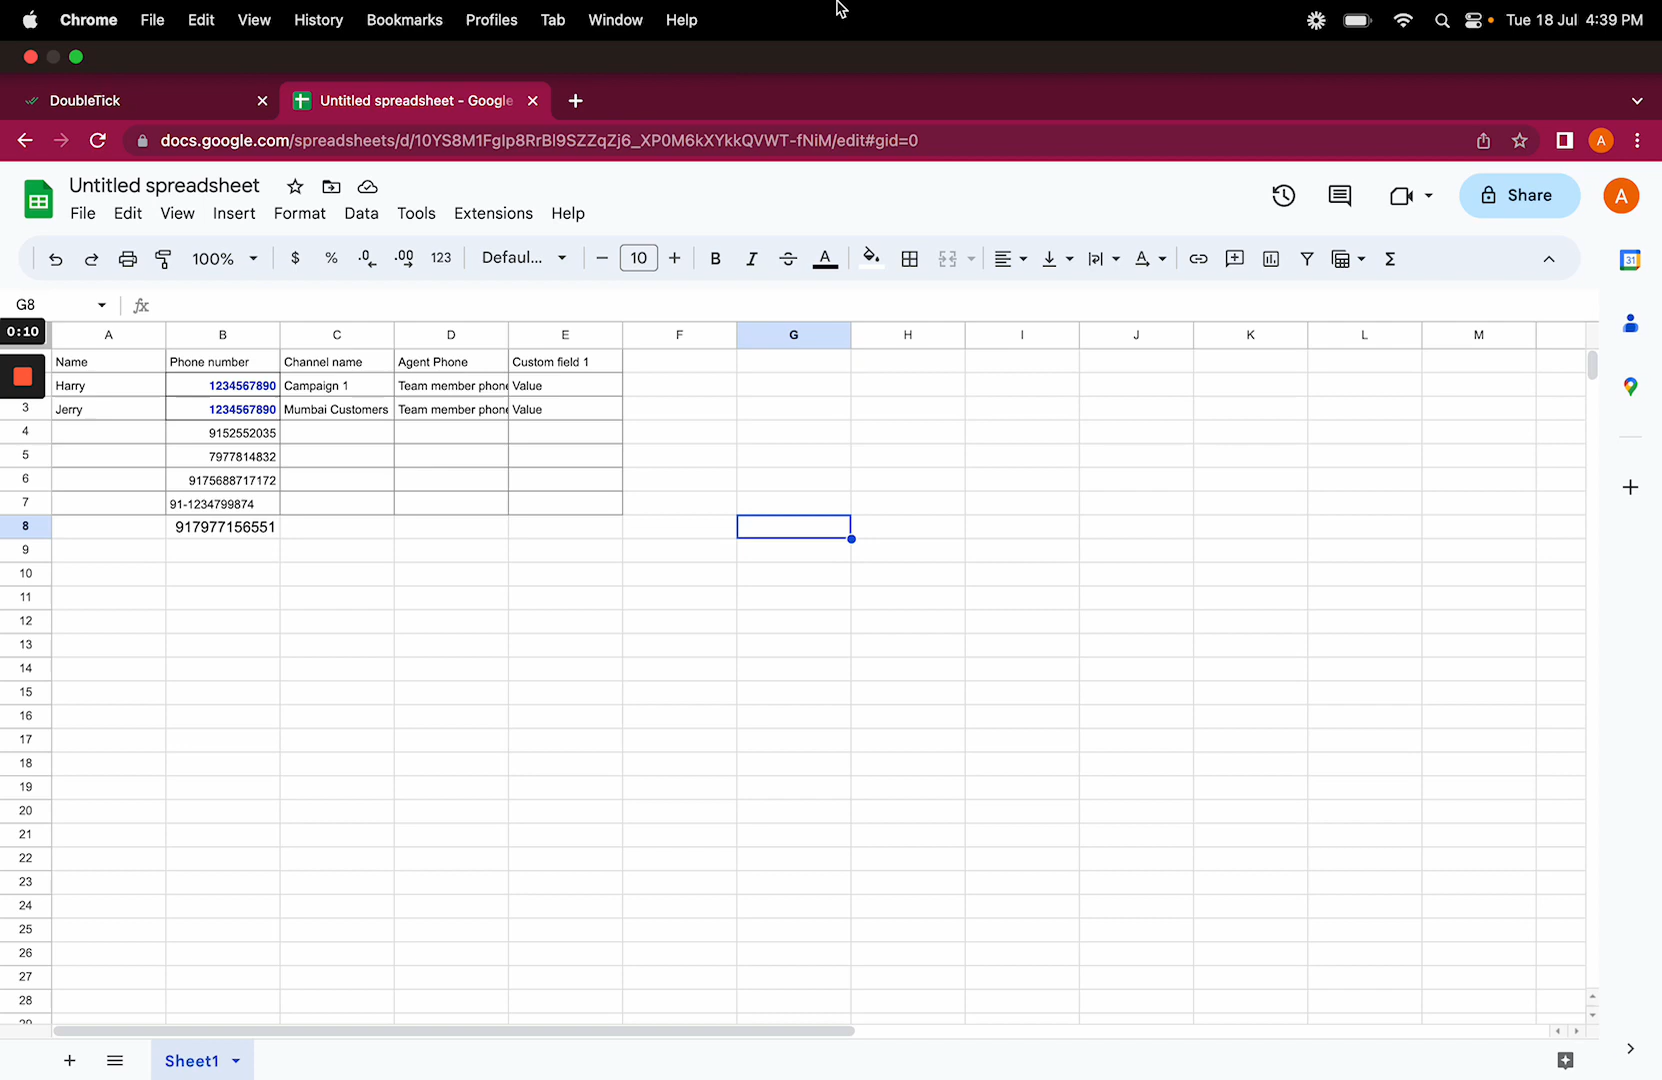 Chrome File Edit View History Bookmarks Profiles Tab Window Help Tue 18 Jul 4:39 PM
DoubleTick Untitled spreadsheet - Google
docs.google.com/spreadsheets/d/10YS8M1FgIp8RrBl9SZZqZj6_XP0M6kXYkkQVWT-fNiM/edit#gid=0 A
Untitled spreadsheet
File Edit View Insert Format Data Tools Extensions Help
Share A
100% $ % .0 .00 123 Defaul... 10 B I A 31
G8 fx
0:10 A B C D E F G H I J K L M
Name Phone number Channel name Agent Phone Custom field 1
Harry 1234567890 Campaign 1 Team member phon Value
3 Jerry 1234567890 Mumbai Customers Team member phon Value
4 9152552035
5 7977814832
6 9175688717172
7 91-1234799874
8 917977156551
9
10
11
12
13
14
15
16
17
18
19
20
21
22
23
24
25
26
27
28
29
Sheet1